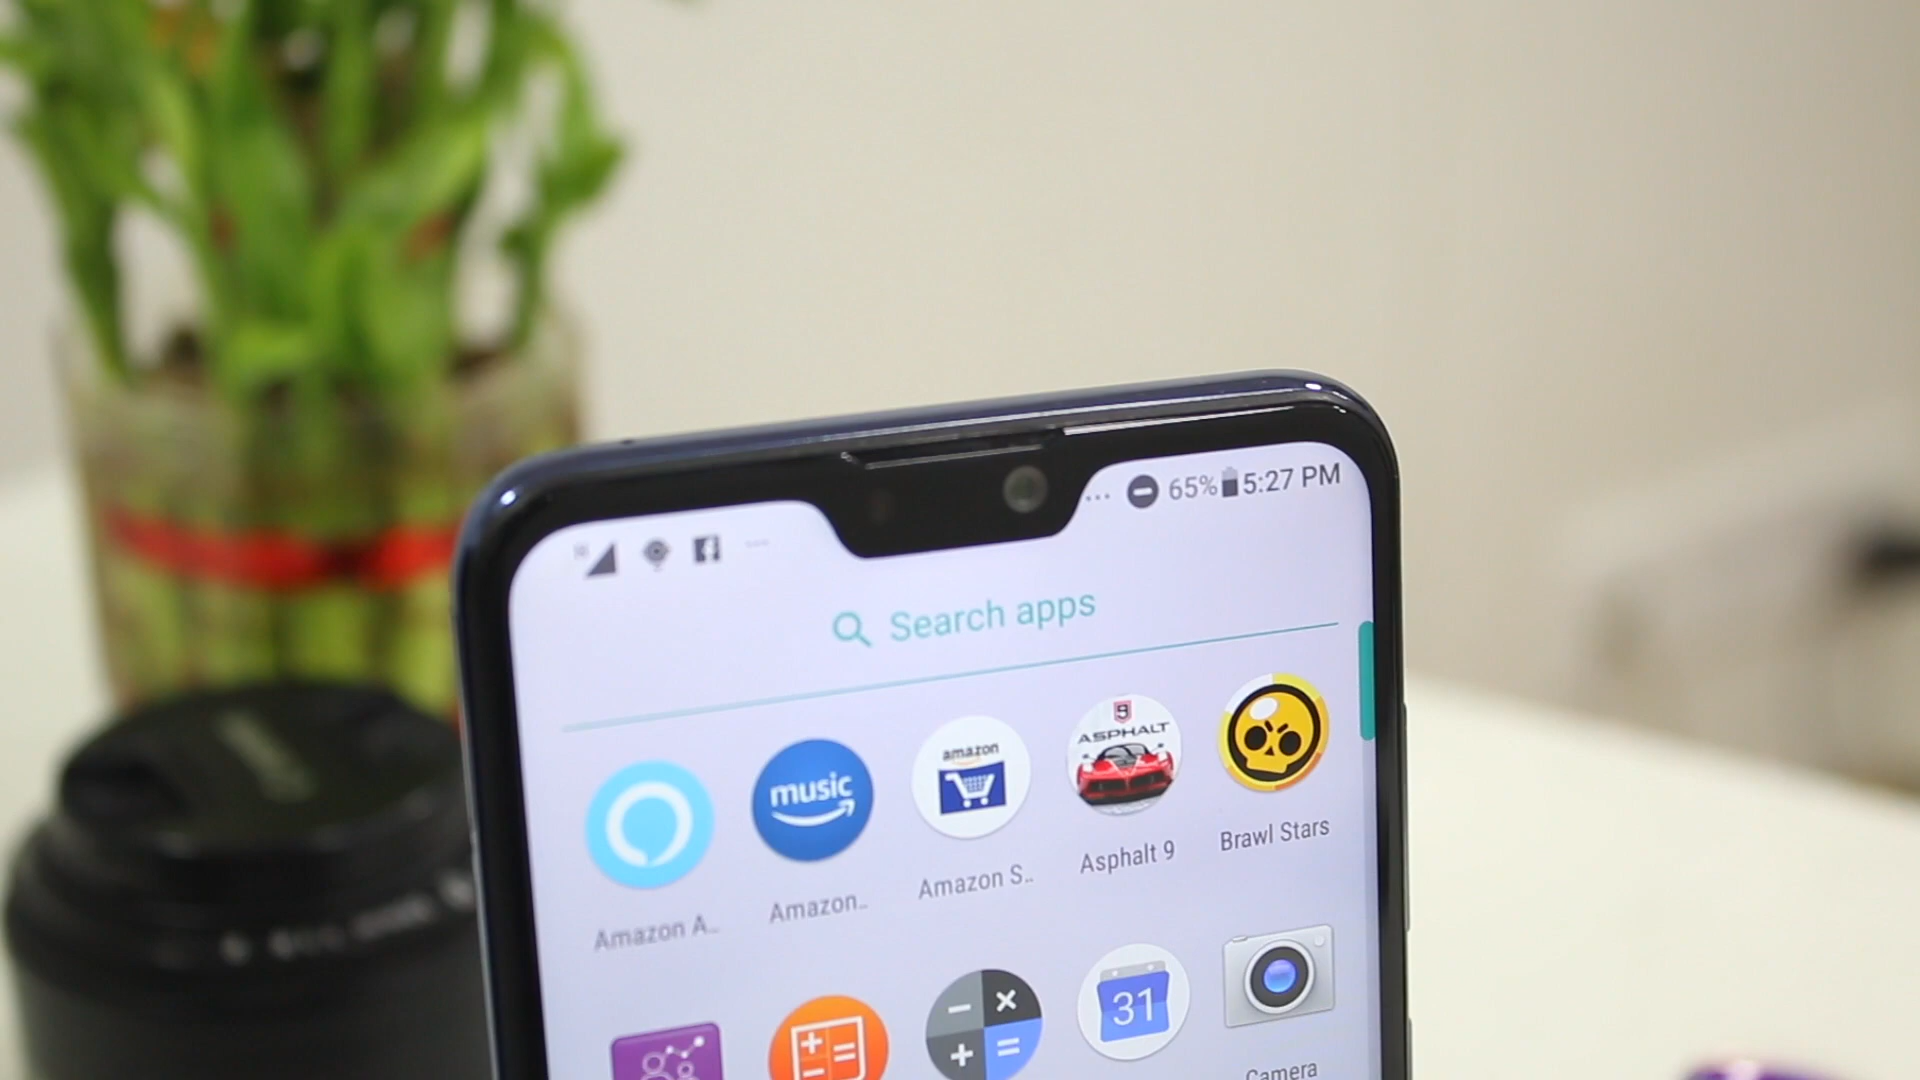 65% 5:27 PM
Search apps
music
amazon
9
ASPHALT
Amazon A..
Amazon..
Amazon S..
Asphalt 9
Brawl Stars
31
Camera